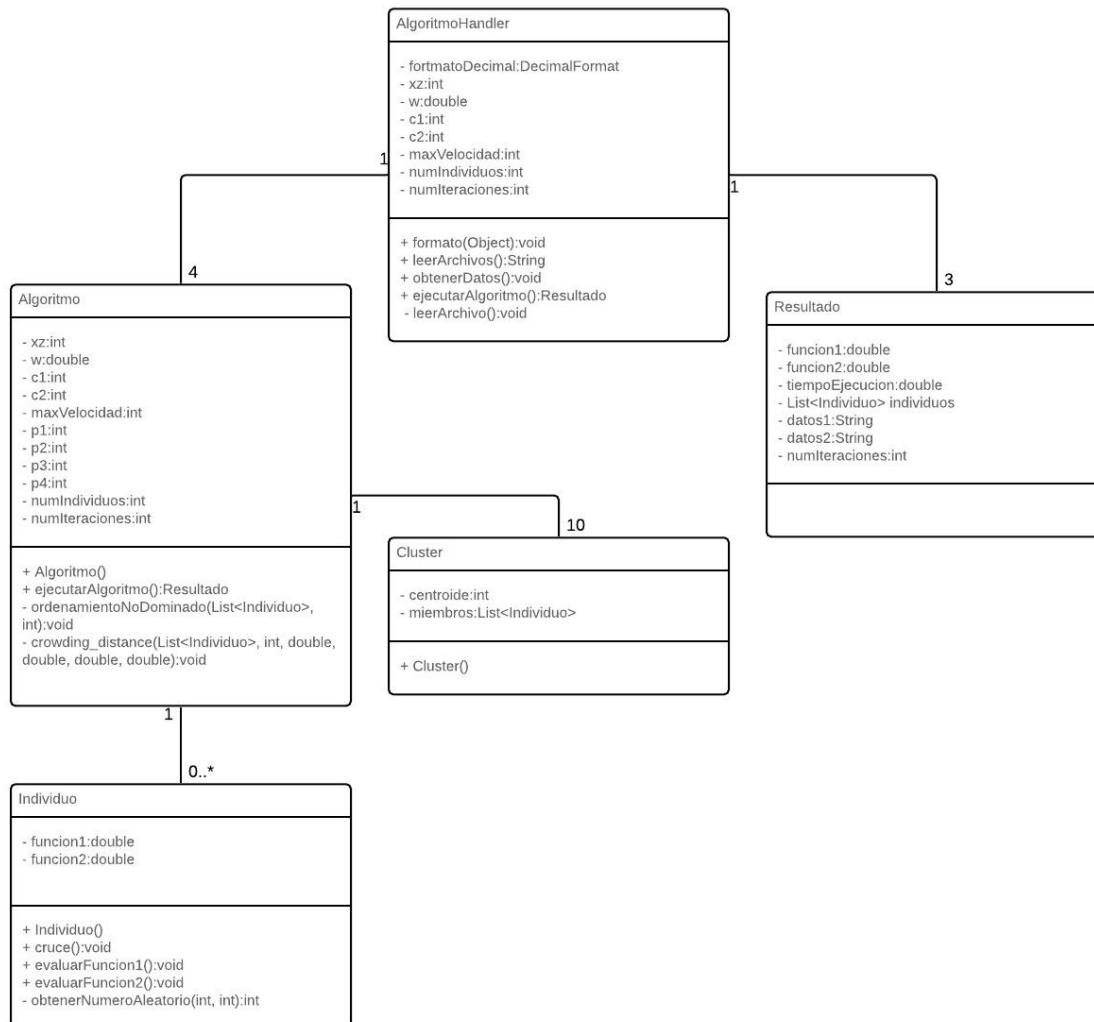 AlgoritmoHandler
- fortmatoDecimal:DecimalFormat
- xz:int
- w:double
- c1:int
- c2:int
- maxVelocidad:int
- numIndividuos:int
- numIteraciones:int
+ formato(Object):void
+ leerArchivos():String
+ obtenerDatos():void
+ ejecutarAlgoritmo():Resultado
- leerArchivo():void
1
1
4
3
Algoritmo
- xz:int
- w:double
- c1:int
- c2:int
- maxVelocidad:int
- p1:int
- p2:int
- p3:int
- p4:int
- numIndividuos:int
- numIteraciones:int
+ Algoritmo()
+ ejecutarAlgoritmo():Resultado
- ordenamientoNoDominado(List<Individuo>,
int):void
- crowding_distance(List<Individuo>, int, double,
double, double, double):void
Resultado
- funcion1:double
- funcion2:double
- tiempoEjecucion:double
- List<Individuo> individuos
- datos1:String
- datos2:String
- numIteraciones:int
1
10
Cluster
- centroide:int
- miembros:List<Individuo>
+ Cluster()
1
0..*
Individuo
- funcion1:double
- funcion2:double
+ Individuo()
+ cruce():void
+ evaluarFuncion1():void
+ evaluarFuncion2():void
- obtenerNumeroAleatorio(int, int):int